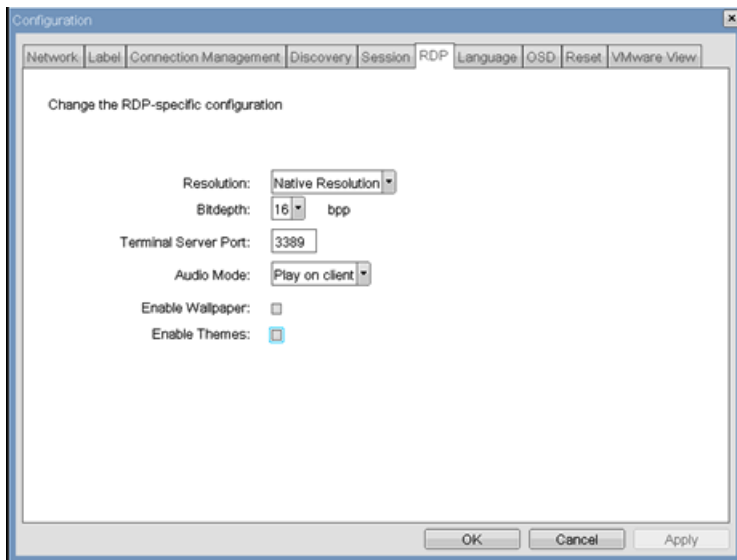 Configuration
Network Label Connection Management Discovery Session RDP Language OSD Reset VMware View
Change the RDP-specific configuration
Resolution: Native Resolution
Bitdepth: 16 bpp
Terminal Server Port: 3389
Audio Mode: Play on client
Enable Wallpaper:
Enable Themes:
OK Cancel Apply